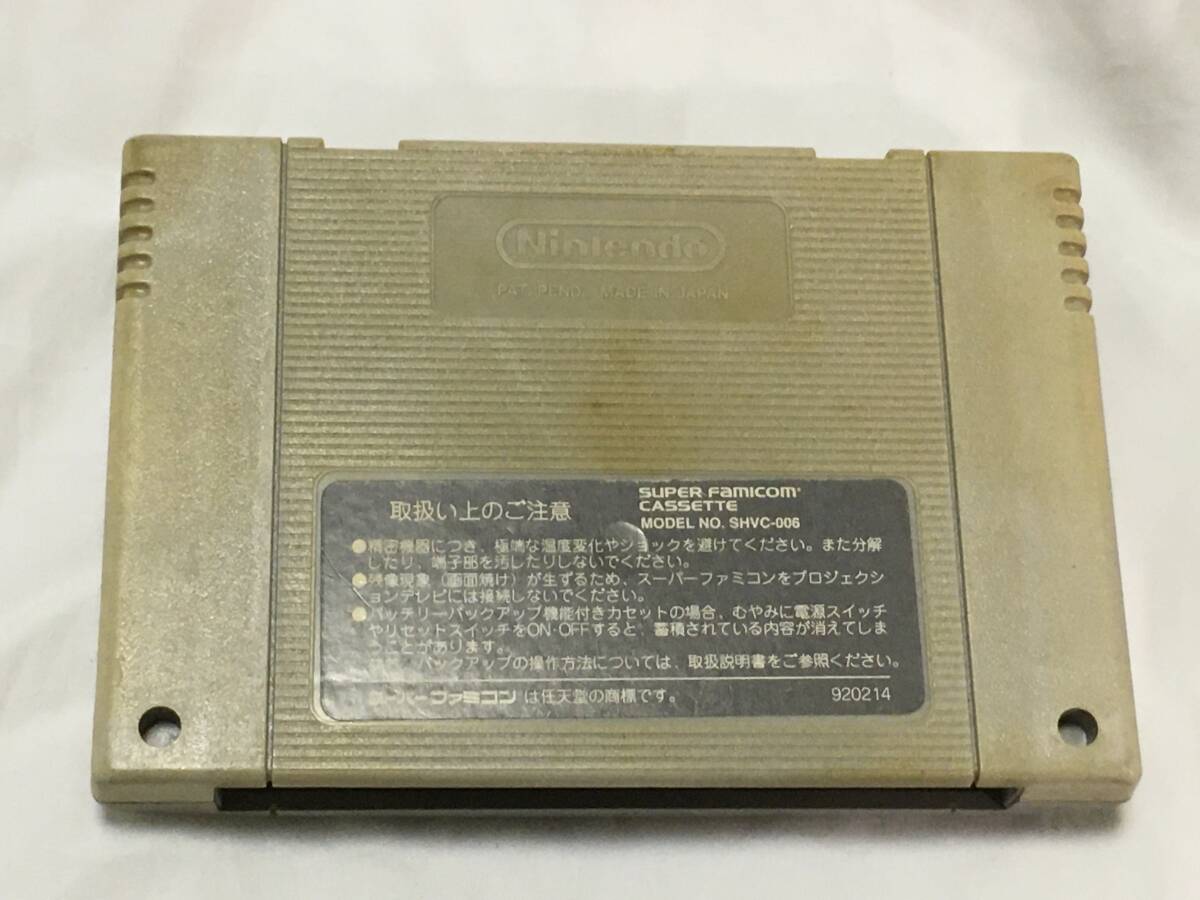 Nintendo
PAT. PEND. MADE IN JAPAN
取扱い上のご注意
SUPER FAMICOM
CASSETTE
MODEL NO. SHVC-006
●精密機器につき、極端な温度変化やショックを避けてください。また分解
したり、端子部を汚したりしないでください。
●残像現象（画面焼け）が生ずるため、スーパーファミコンをプロジェクシ
ョンテレビには接続しないでください。
●バッテリーバックアップ機能付きカセットの場合、むやみに電源スイッチ
やリセットスイッチをON·OFFすると、蓄積されている内容が消えてしま
うことがあります。
バックアップの操作方法については、取扱説明書をご参照ください。
スーパーファミコンは任天堂の商標です。
920214